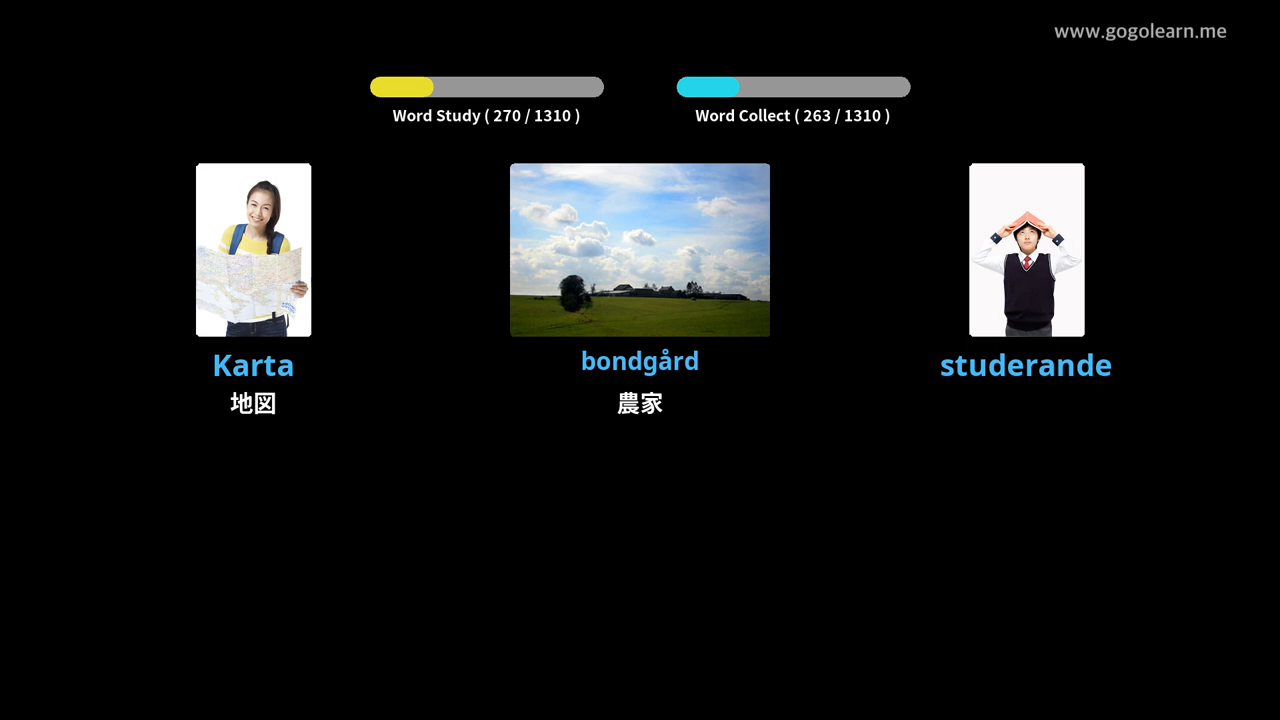 www.gogolearn.me
Word Study ( 270 / 1310 )
Word Collect ( 263 / 1310 )
Karta
地図
bondgård
農家
studerande